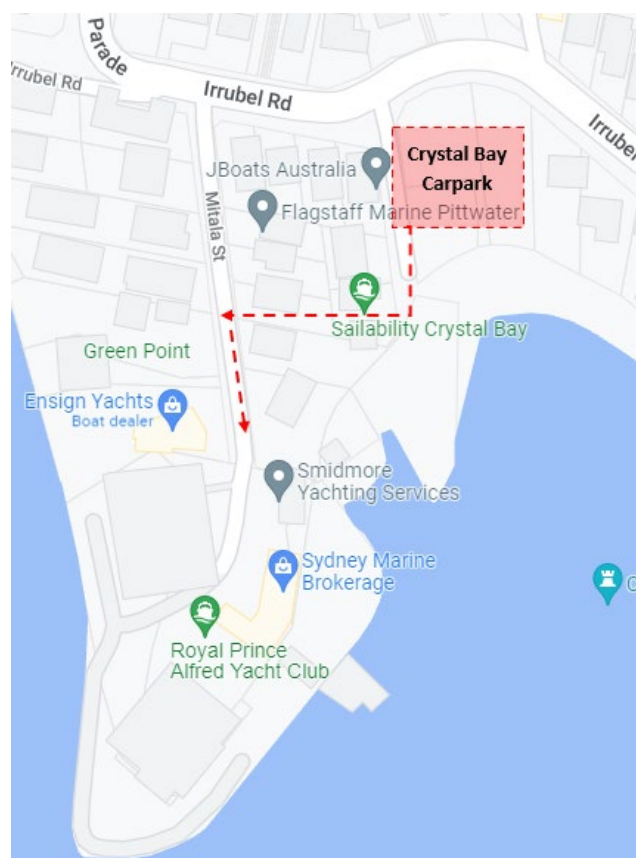 Parade
Irrubel Rd
Irrubel Rd
Irrubel
Crystal Bay
Carpark
JBoats Australia
Flagstaff Marine Pittwater
Mitala St
Sailability Crystal Bay
Green Point
Ensign Yachts
Boat dealer
Smidmore
Yachting Services
Sydney Marine
Brokerage
Royal Prince
Alfred Yacht Club